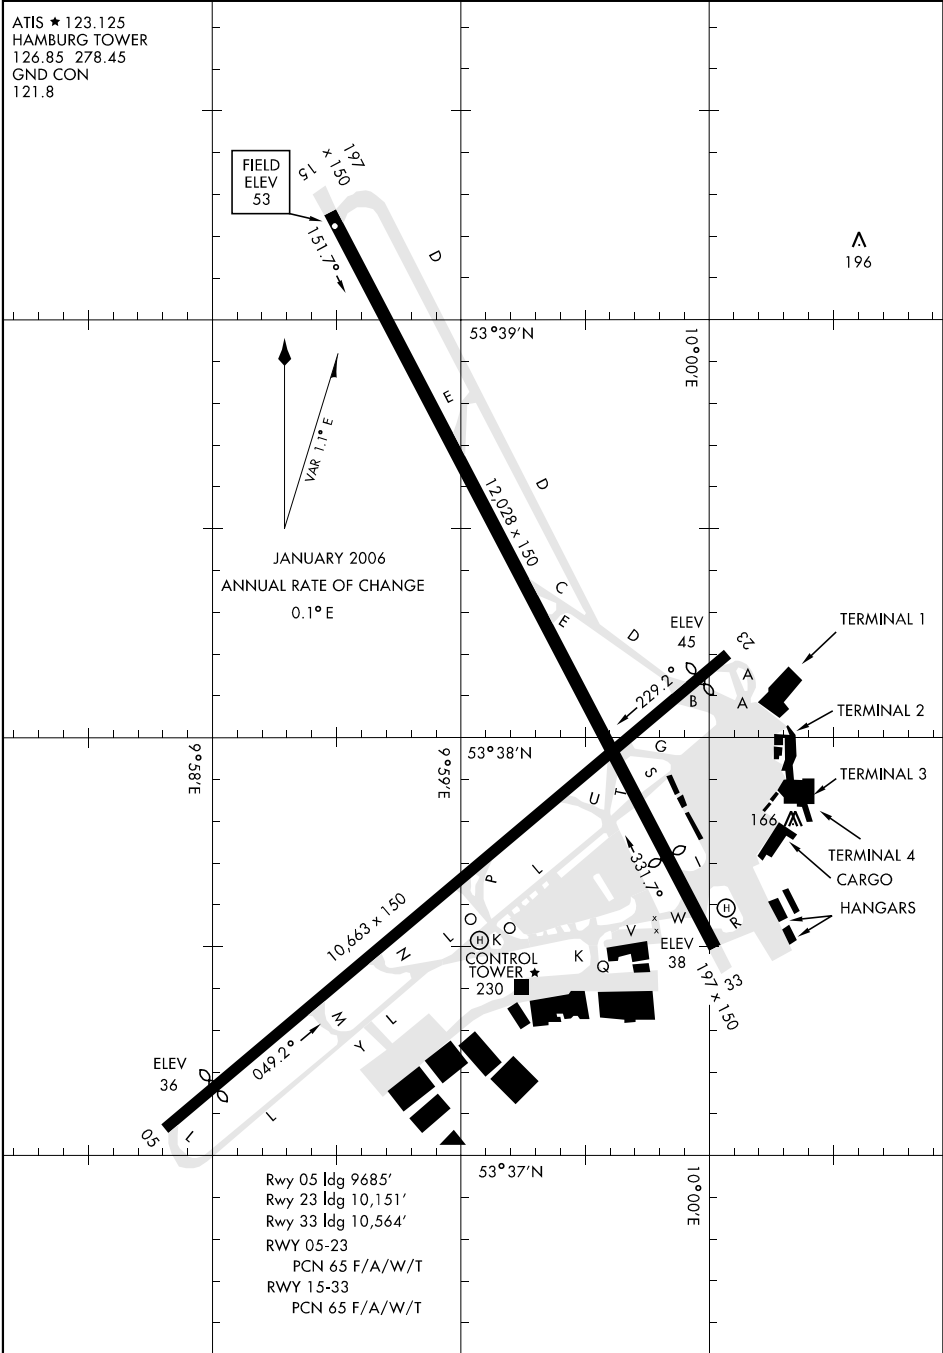 ATIS ★ 123.125
HAMBURG TOWER
126.85 278.45
GND CON
121.8
FIELD
ELEV
53
15
197
x 150
151.7°
D
196
53°39'N
10°00'E
VAR 1.1° E
E
D
12,028 x 150
JANUARY 2006
ANNUAL RATE OF CHANGE
0.1° E
C
E
D
ELEV
45
23
TERMINAL 1
229.2°
B
A
A
TERMINAL 2
9°58'E
9°59'E
53°38'N
G
S
T
U
TERMINAL 3
166
331.7°
I
TERMINAL 4
CARGO
HANGARS
P
L
10,663 x 150
N
L
O
O
H
K
H
R
V
x
x
W
K
Q
ELEV
38
33
197 x 150
CONTROL
TOWER ★
230
M
L
Y
049.2°
ELEV
36
05
L
L
53°37'N
10°00'E
Rwy 05 ldg 9685'
Rwy 23 ldg 10,151'
Rwy 33 ldg 10,564'
RWY 05-23
PCN 65 F/A/W/T
RWY 15-33
PCN 65 F/A/W/T